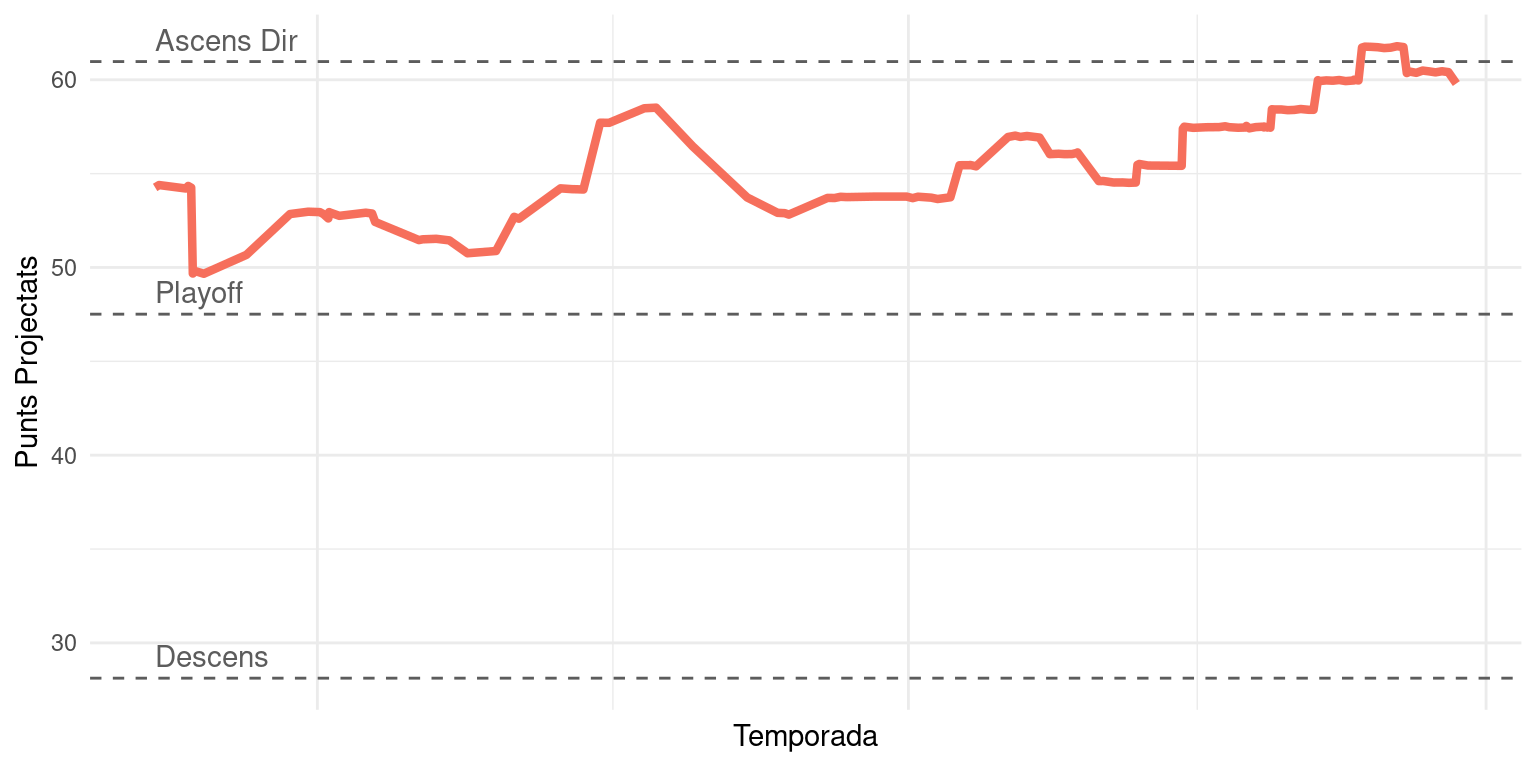 Ascens Dir
60
50
Playoff
40
30
Descens
Punts Projectats
Temporada